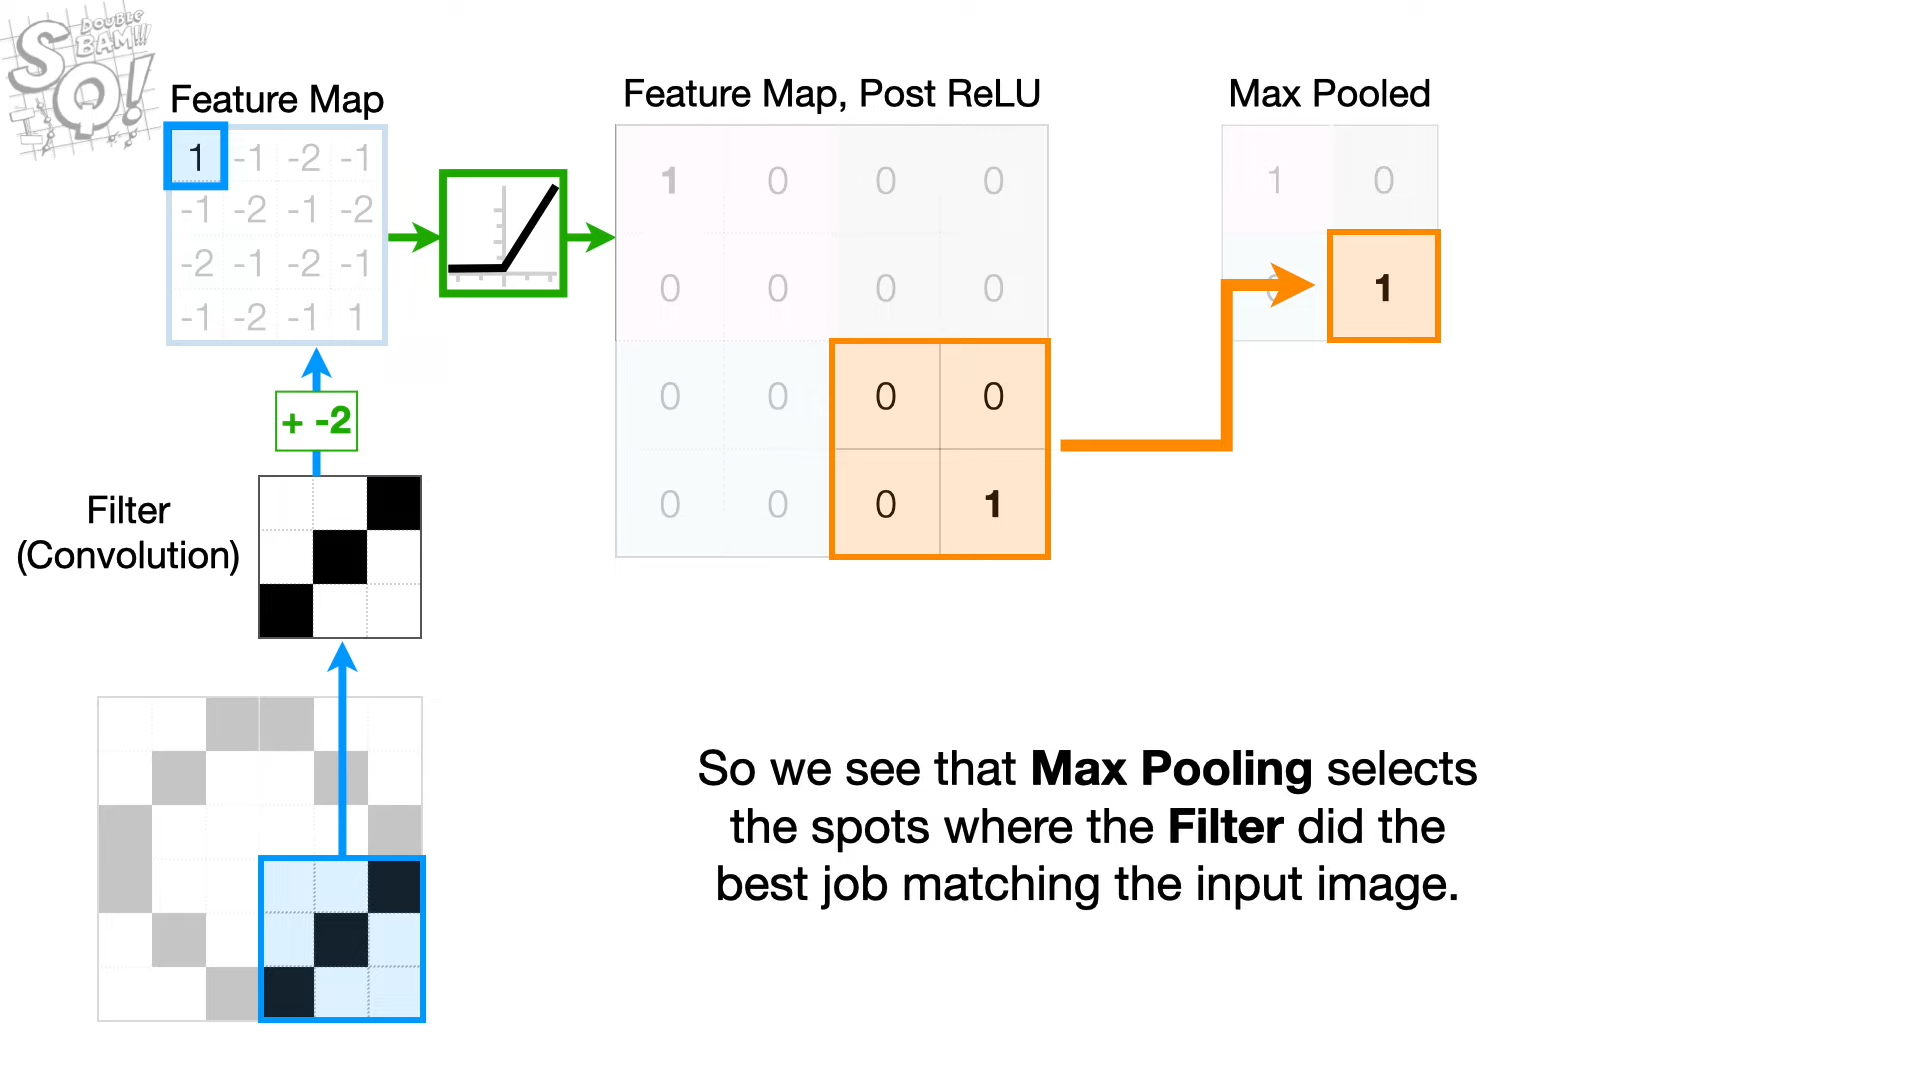 DOUBLE
BAM!!!
SQ!
Feature Map
Feature Map, Post ReLU
Max Pooled
1 -1 -2 -1
-1 -2 -1 -2
-2 -1 -2 -1
-1 -2 -1 1
1 0 0 0
0 0 0 0
0 0 0 0
0 0 0 1
1 0
0 1
+ -2
Filter
(Convolution)
So we see that Max Pooling selects
the spots where the Filter did the
best job matching the input image.